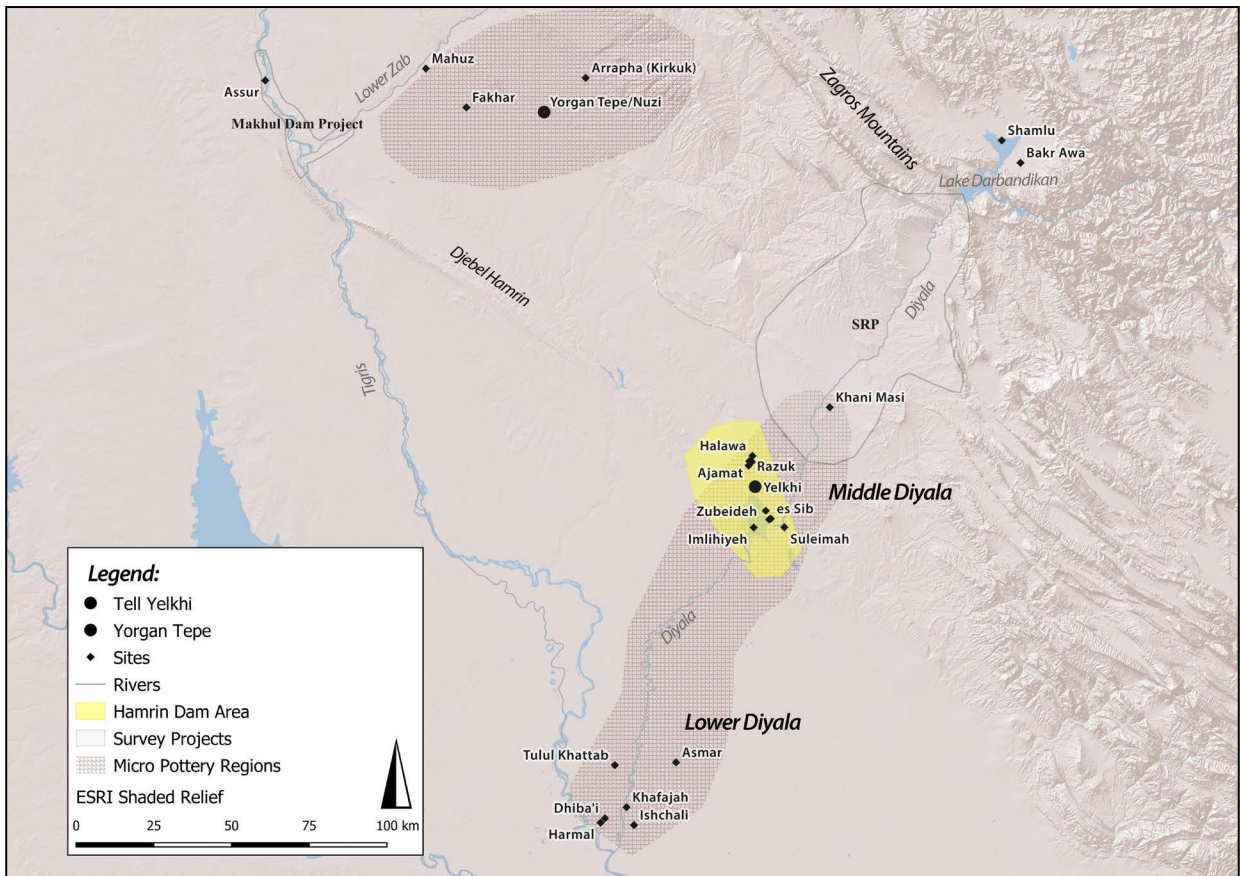 Mahuz
Arrapha (Kirkuk)
Assur
Lower Zab
Fakhar
Yorgan Tepe/Nuzi
Makhul Dam Project
Zagros Mountains
Shamlu
Bakr Awa
Lake Darbandikan
Djebel Hamrin
Diyala
SRP
Tigris
Khani Masi
Halawa
Ajamat
Razuk
Yelkhi
Middle Diyala
Zubeideh
es Sib
Imlihiyeh
Suleimah
Diyala
Lower Diyala
Tulul Khattab
Asmar
Khafajah
Dhiba'i
Ishchali
Harmal
Legend:
Tell Yelkhi
Yorgan Tepe
Sites
Rivers
Hamrin Dam Area
Survey Projects
Micro Pottery Regions
ESRI Shaded Relief
0 25 50 75 100 km